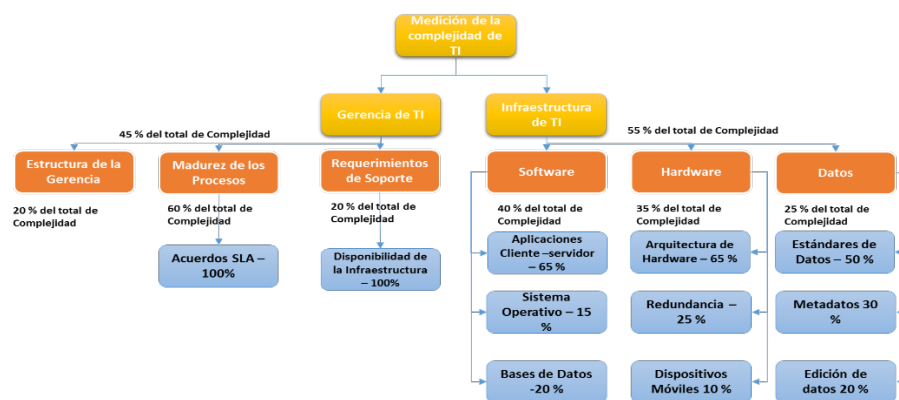 Medición de la
complejidad de
TI
Gerencia de TI
Infraestructura
de TI
45 % del total de Complejidad
55 % del total de Complejidad
Estructura de la
Gerencia
Madurez de los
Procesos
Requerimientos
de Soporte
Software
Hardware
Datos
20 % del total de
Complejidad
60 % del total de
Complejidad
20 % del total de
Complejidad
40 % del total de
Complejidad
35 % del total de
Complejidad
25 % del total de
Complejidad
Acuerdos SLA –
100%
Disponibilidad de
la Infraestructura
– 100%
Aplicaciones
Cliente –servidor
– 65 %
Arquitectura de
Hardware – 65 %
Estándares de
Datos – 50 %
Sistema
Operativo – 15
%
Redundancia –
25 %
Metadatos 30
%
Bases de Datos
-20 %
Dispositivos
Móviles 10 %
Edición de
datos 20 %